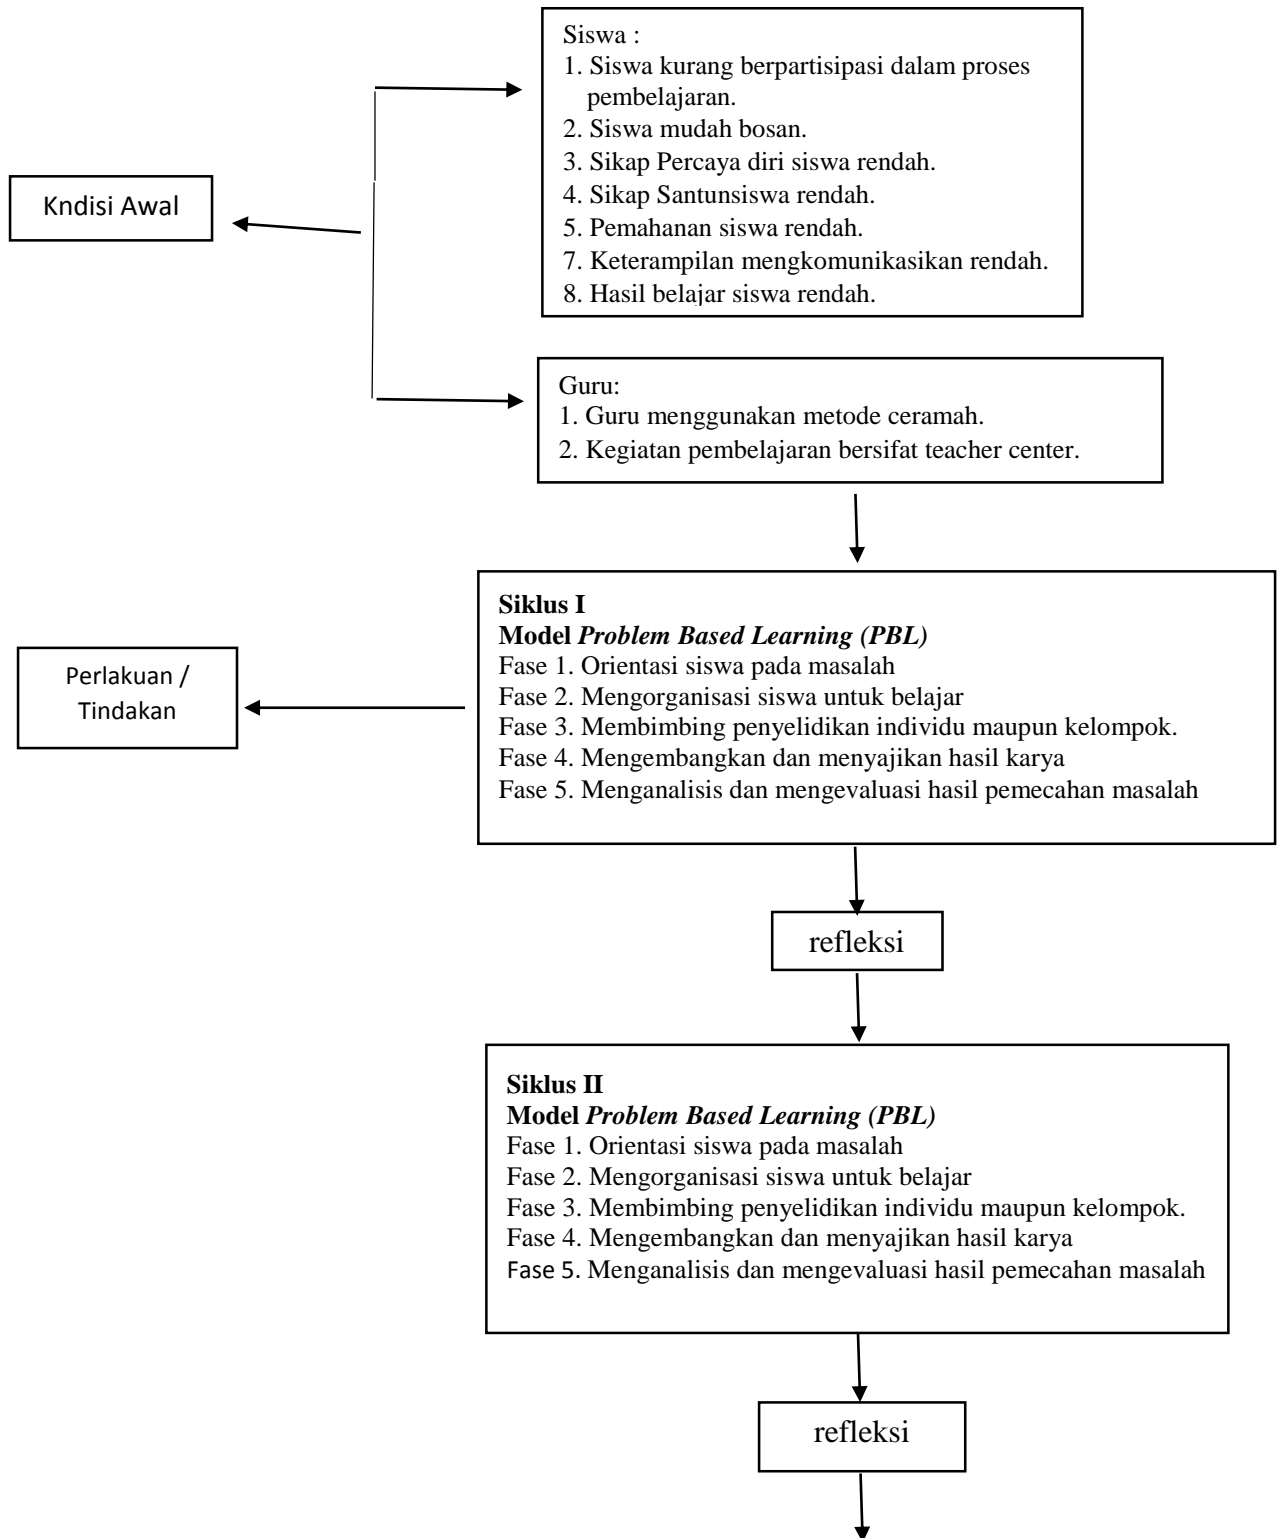 Siswa :
1. Siswa kurang berpartisipasi dalam proses
pembelajaran.
2. Siswa mudah bosan.
3. Sikap Percaya diri siswa rendah.
4. Sikap Santunsiswa rendah.
5. Pemahanan siswa rendah.
7. Keterampilan mengkomunikasikan rendah.
8. Hasil belajar siswa rendah.
Kndisi Awal
Guru:
1. Guru menggunakan metode ceramah.
2. Kegiatan pembelajaran bersifat teacher center.
Siklus I
Model Problem Based Learning (PBL)
Fase 1. Orientasi siswa pada masalah
Fase 2. Mengorganisasi siswa untuk belajar
Fase 3. Membimbing penyelidikan individu maupun kelompok.
Fase 4. Mengembangkan dan menyajikan hasil karya
Fase 5. Menganalisis dan mengevaluasi hasil pemecahan masalah
Perlakuan /
Tindakan
refleksi
Siklus II
Model Problem Based Learning (PBL)
Fase 1. Orientasi siswa pada masalah
Fase 2. Mengorganisasi siswa untuk belajar
Fase 3. Membimbing penyelidikan individu maupun kelompok.
Fase 4. Mengembangkan dan menyajikan hasil karya
Fase 5. Menganalisis dan mengevaluasi hasil pemecahan masalah
refleksi